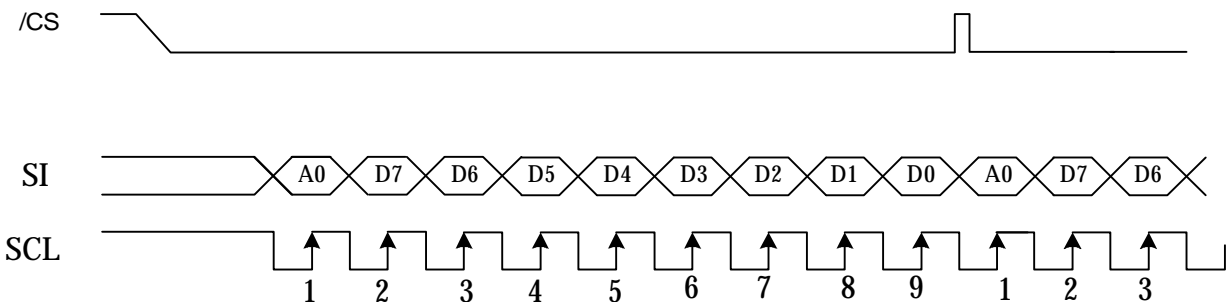 /CS
SI A0 D7 D6 D5 D4 D3 D2 D1 D0 A0 D7 D6
SCL
1 2 3 4 5 6 7 8 9 1 2 3